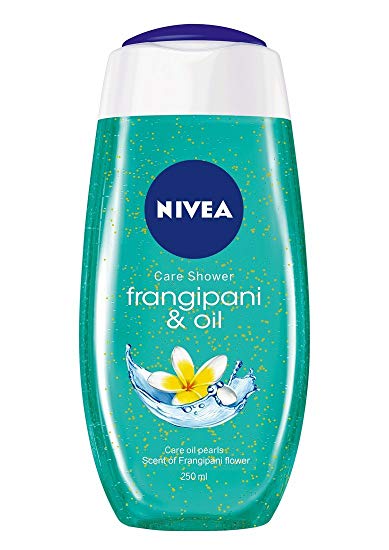 NIVEA
Care Shower
frangipani
& oil
Care oil pearls
Scent of Frangipani flower
250 ml